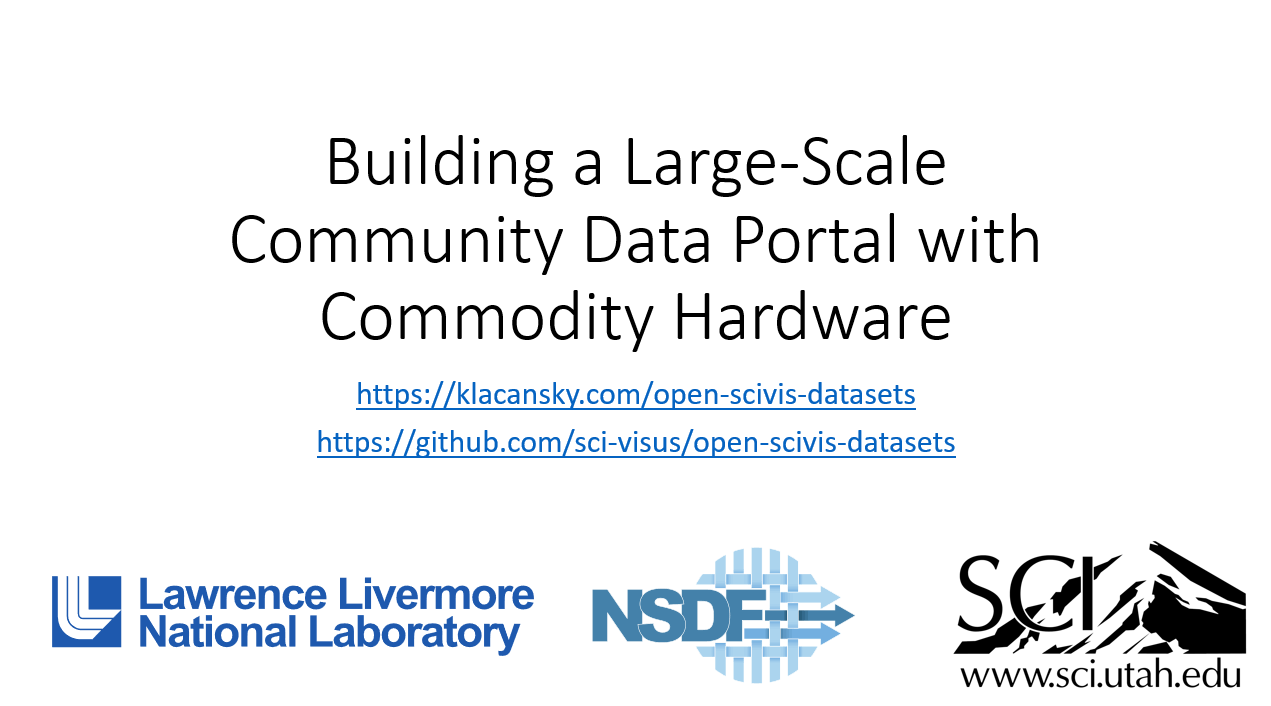 Building a Large-Scale
Community Data Portal with
Commodity Hardware
https://klacansky.com/open-scivis-datasets
https://github.com/sci-visus/open-scivis-datasets
Lawrence Livermore
National Laboratory
NSDF
SCI
www.sci.utah.edu